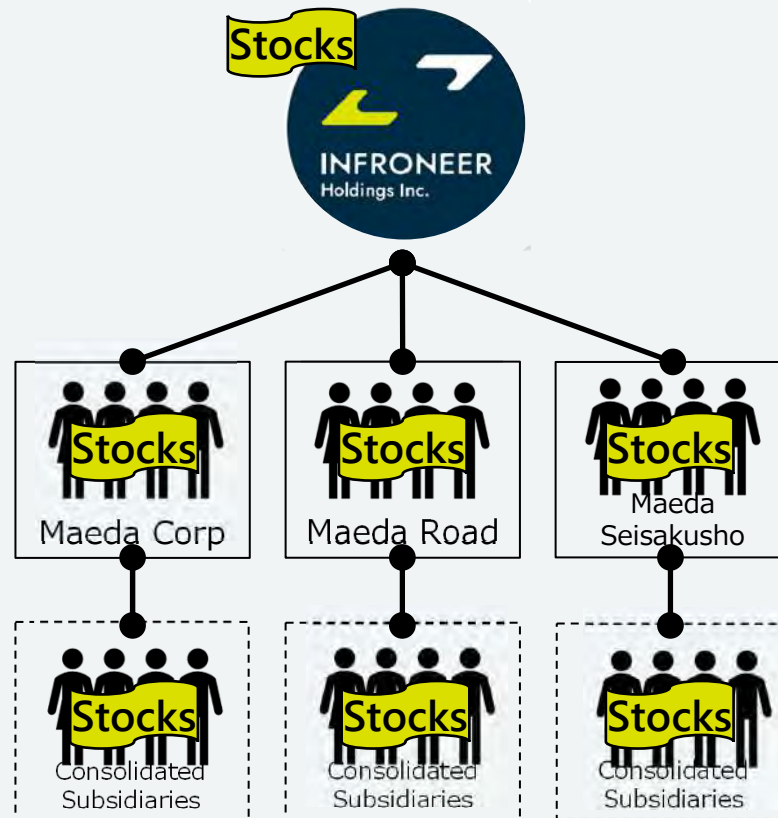 Stocks
INFRONEER
Holdings Inc.
Stocks
Maeda Corp
Stocks
Maeda Road
Stocks
Maeda
Seisakusho
Stocks
Consolidated
Subsidiaries
Stocks
Consolidated
Subsidiaries
Stocks
Consolidated
Subsidiaries